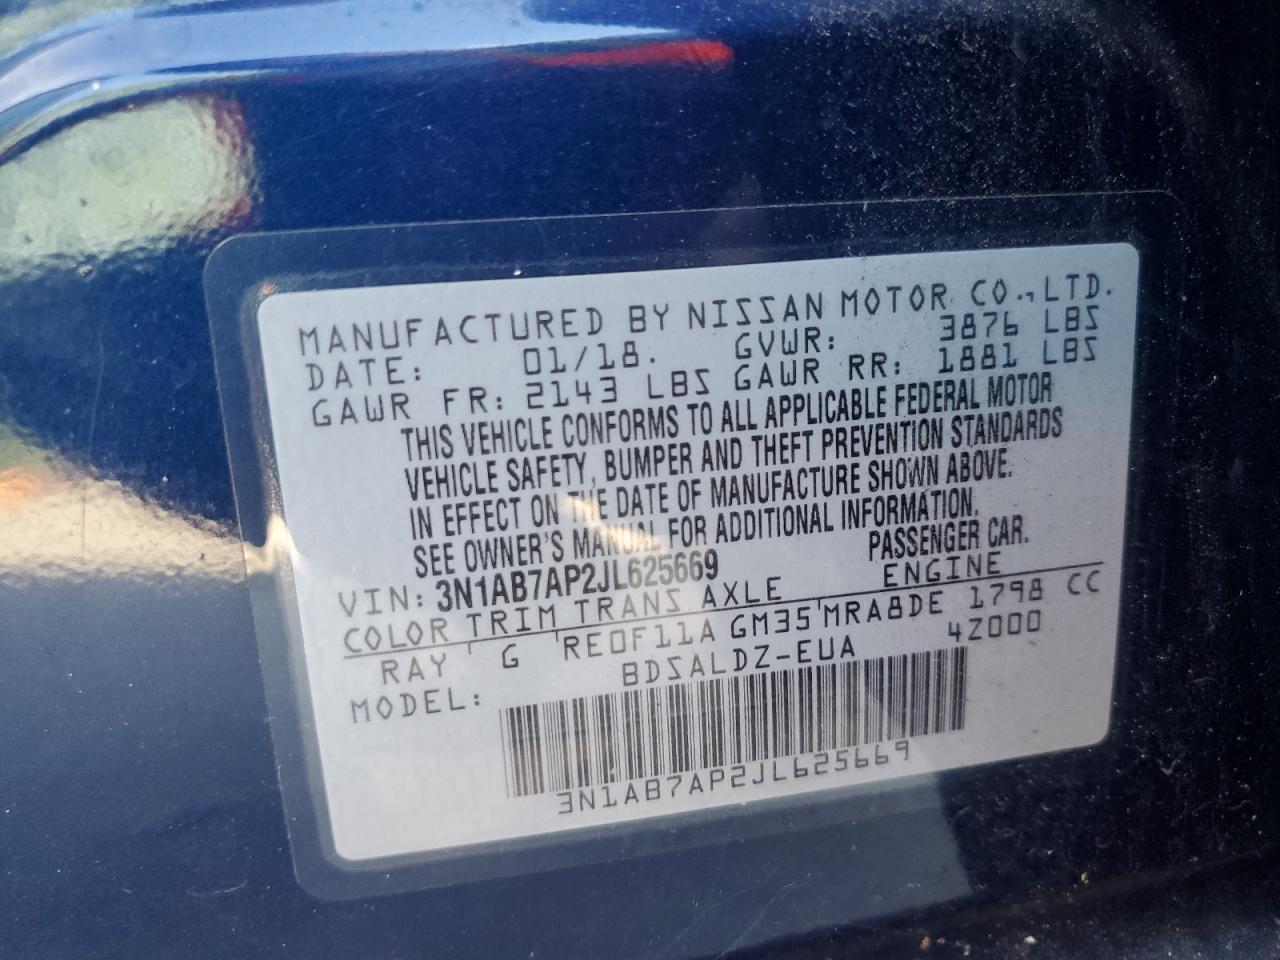 MANUFACTURED BY NISSAN MOTOR CO., LTD.
DATE: 01/18. GVWR: 3876 LBS
GAWR FR: 2143 LBS GAWR RR: 1881 LBS
THIS VEHICLE CONFORMS TO ALL APPLICABLE FEDERAL MOTOR
VEHICLE SAFETY, BUMPER AND THEFT PREVENTION STANDARDS
IN EFFECT ON THE DATE OF MANUFACTURE SHOWN ABOVE.
SEE OWNER'S MANUAL FOR ADDITIONAL INFORMATION.
VIN: 3N1AB7AP2JL625669 PASSENGER CAR.
COLOR TRIM TRANS AXLE ENGINE
RAY G RE0F11A GM35 MRA8DE 1798 CC
MODEL: BDSALDZ-EUA 4Z000
3N1AB7AP2JL625669